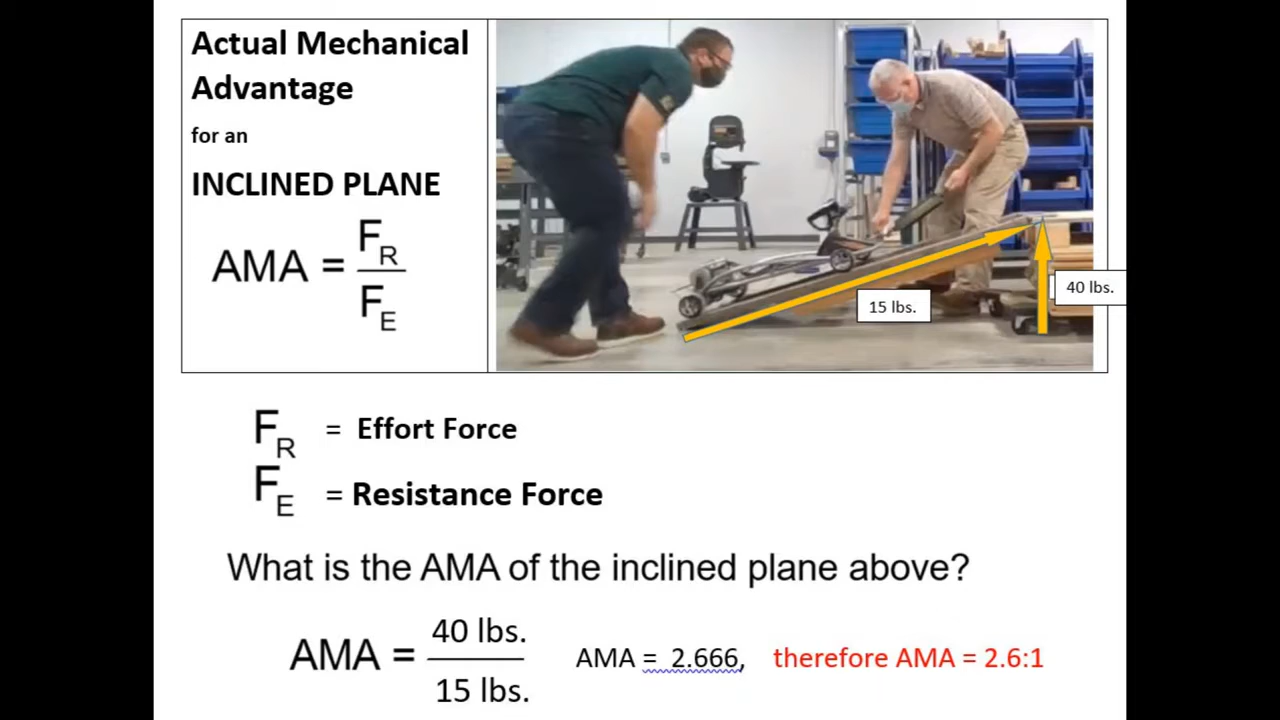 Actual Mechanical
Advantage
for an
INCLINED PLANE
AMA = F_R / F_E
15 lbs.
40 lbs.
F_R = Effort Force
F_E = Resistance Force
What is the AMA of the inclined plane above?
AMA = 40 lbs. / 15 lbs. AMA = 2.666, therefore AMA = 2.6:1